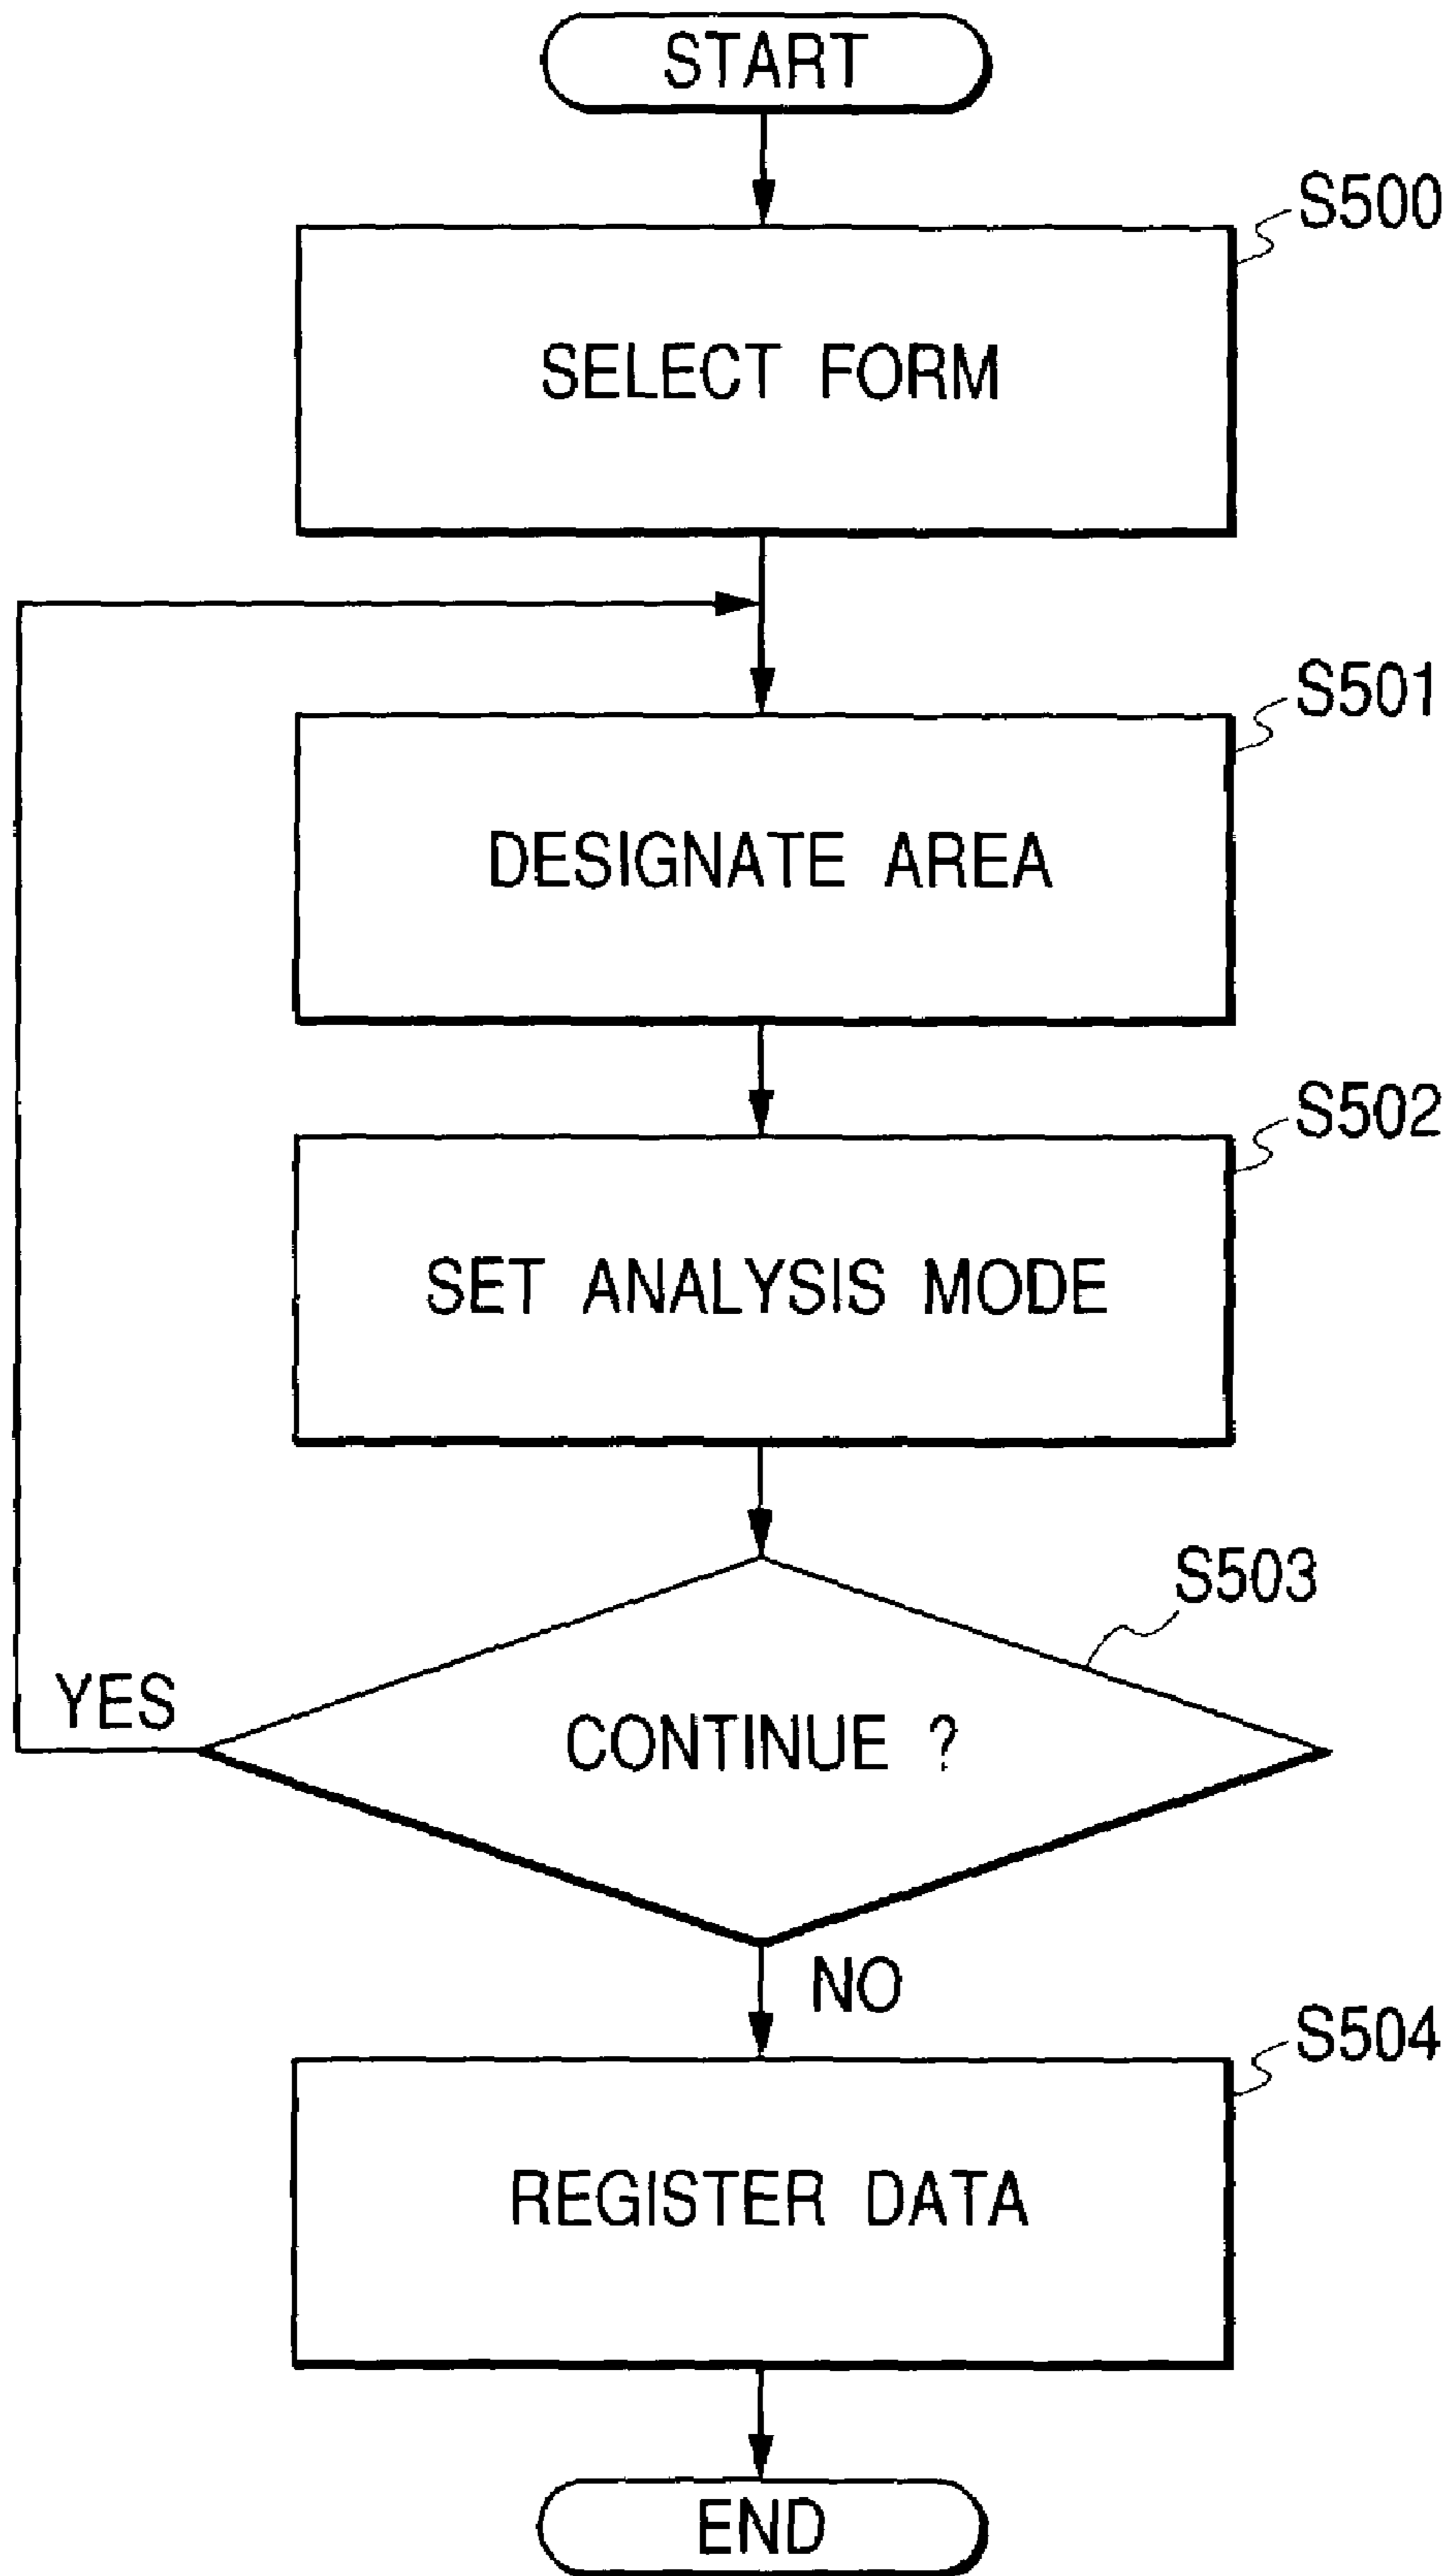 START
S500
SELECT FORM
S501
DESIGNATE AREA
S502
SET ANALYSIS MODE
S503
YES
CONTINUE ?
NO
S504
REGISTER DATA
END